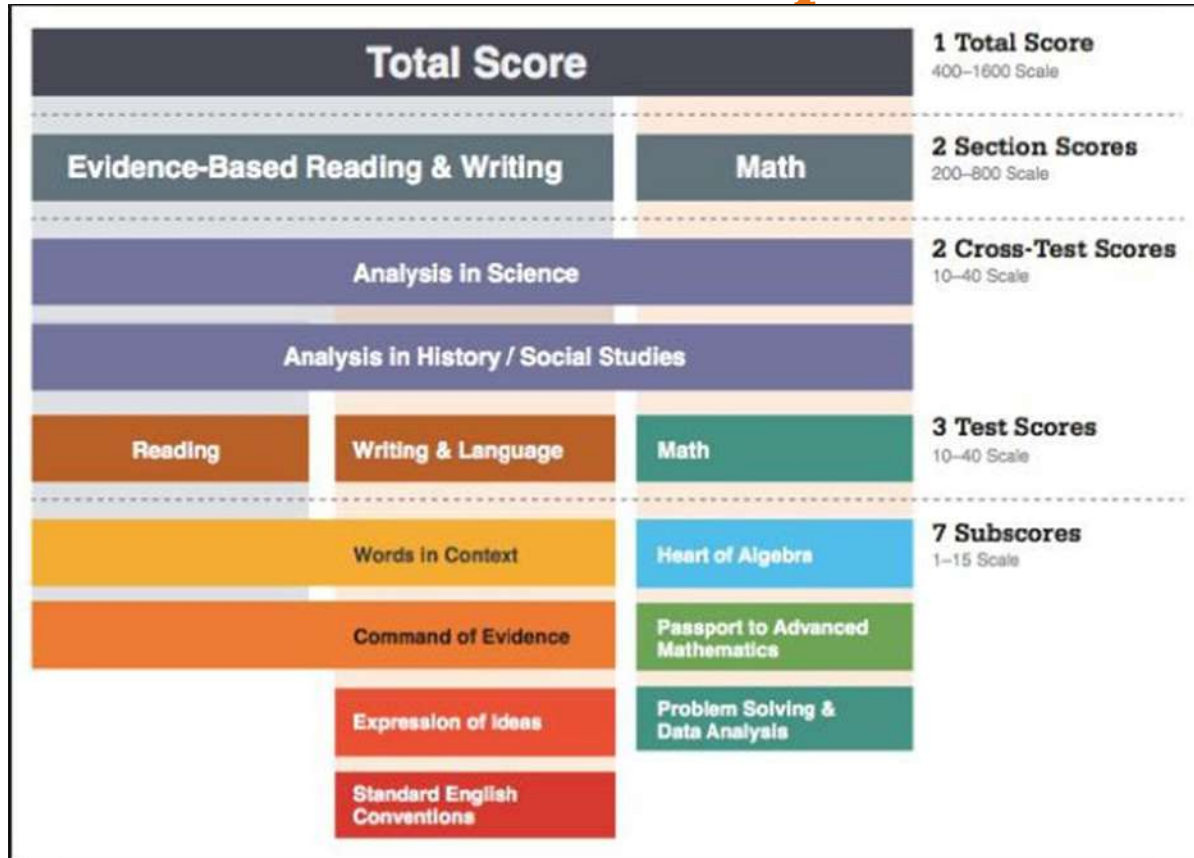 Total Score
1 Total Score
400–1600 Scale
Evidence-Based Reading & Writing
Math
2 Section Scores
200–800 Scale
Analysis in Science
2 Cross-Test Scores
10–40 Scale
Analysis in History / Social Studies
Reading
Writing & Language
Math
3 Test Scores
10–40 Scale
Words in Context
Heart of Algebra
7 Subscores
1–15 Scale
Command of Evidence
Passport to Advanced
Mathematics
Expression of Ideas
Problem Solving &
Data Analysis
Standard English
Conventions